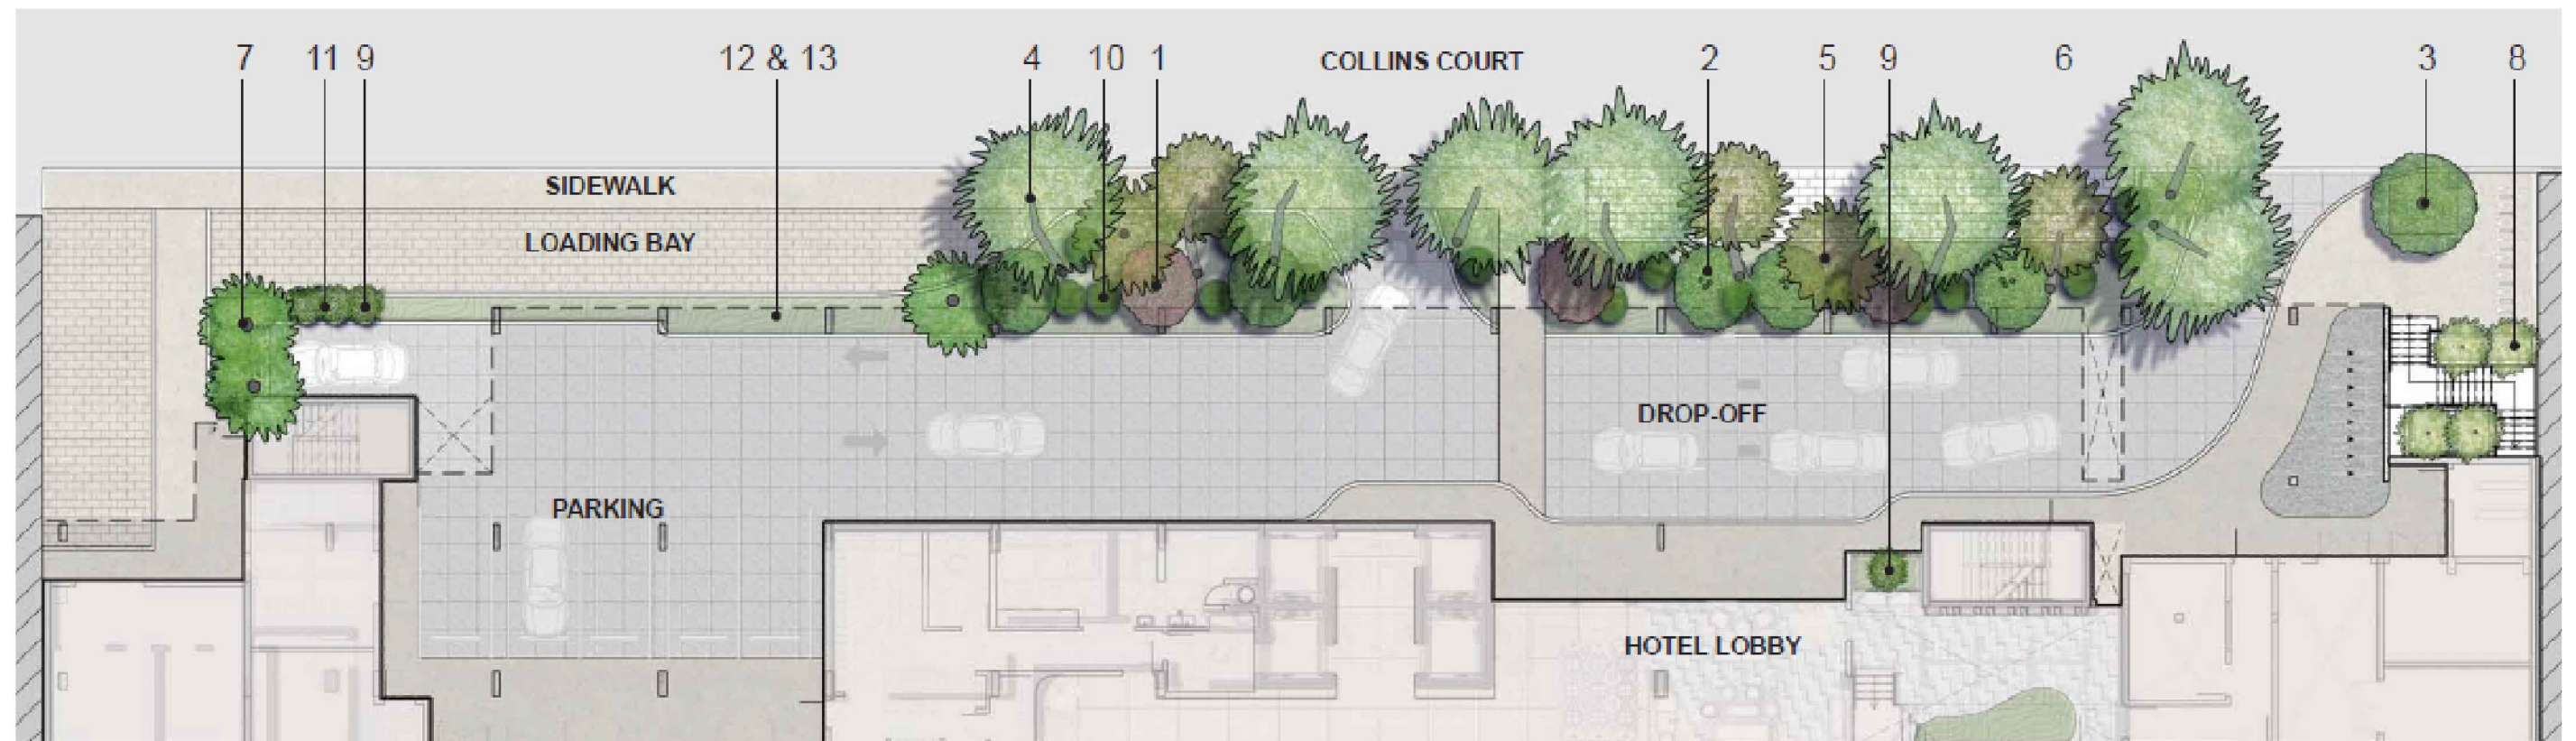 7 11 9 12 & 13 4 10 1 COLLINS COURT 2 5 9 6 3 8
SIDEWALK
LOADING BAY
DROP-OFF
PARKING
HOTEL LOBBY